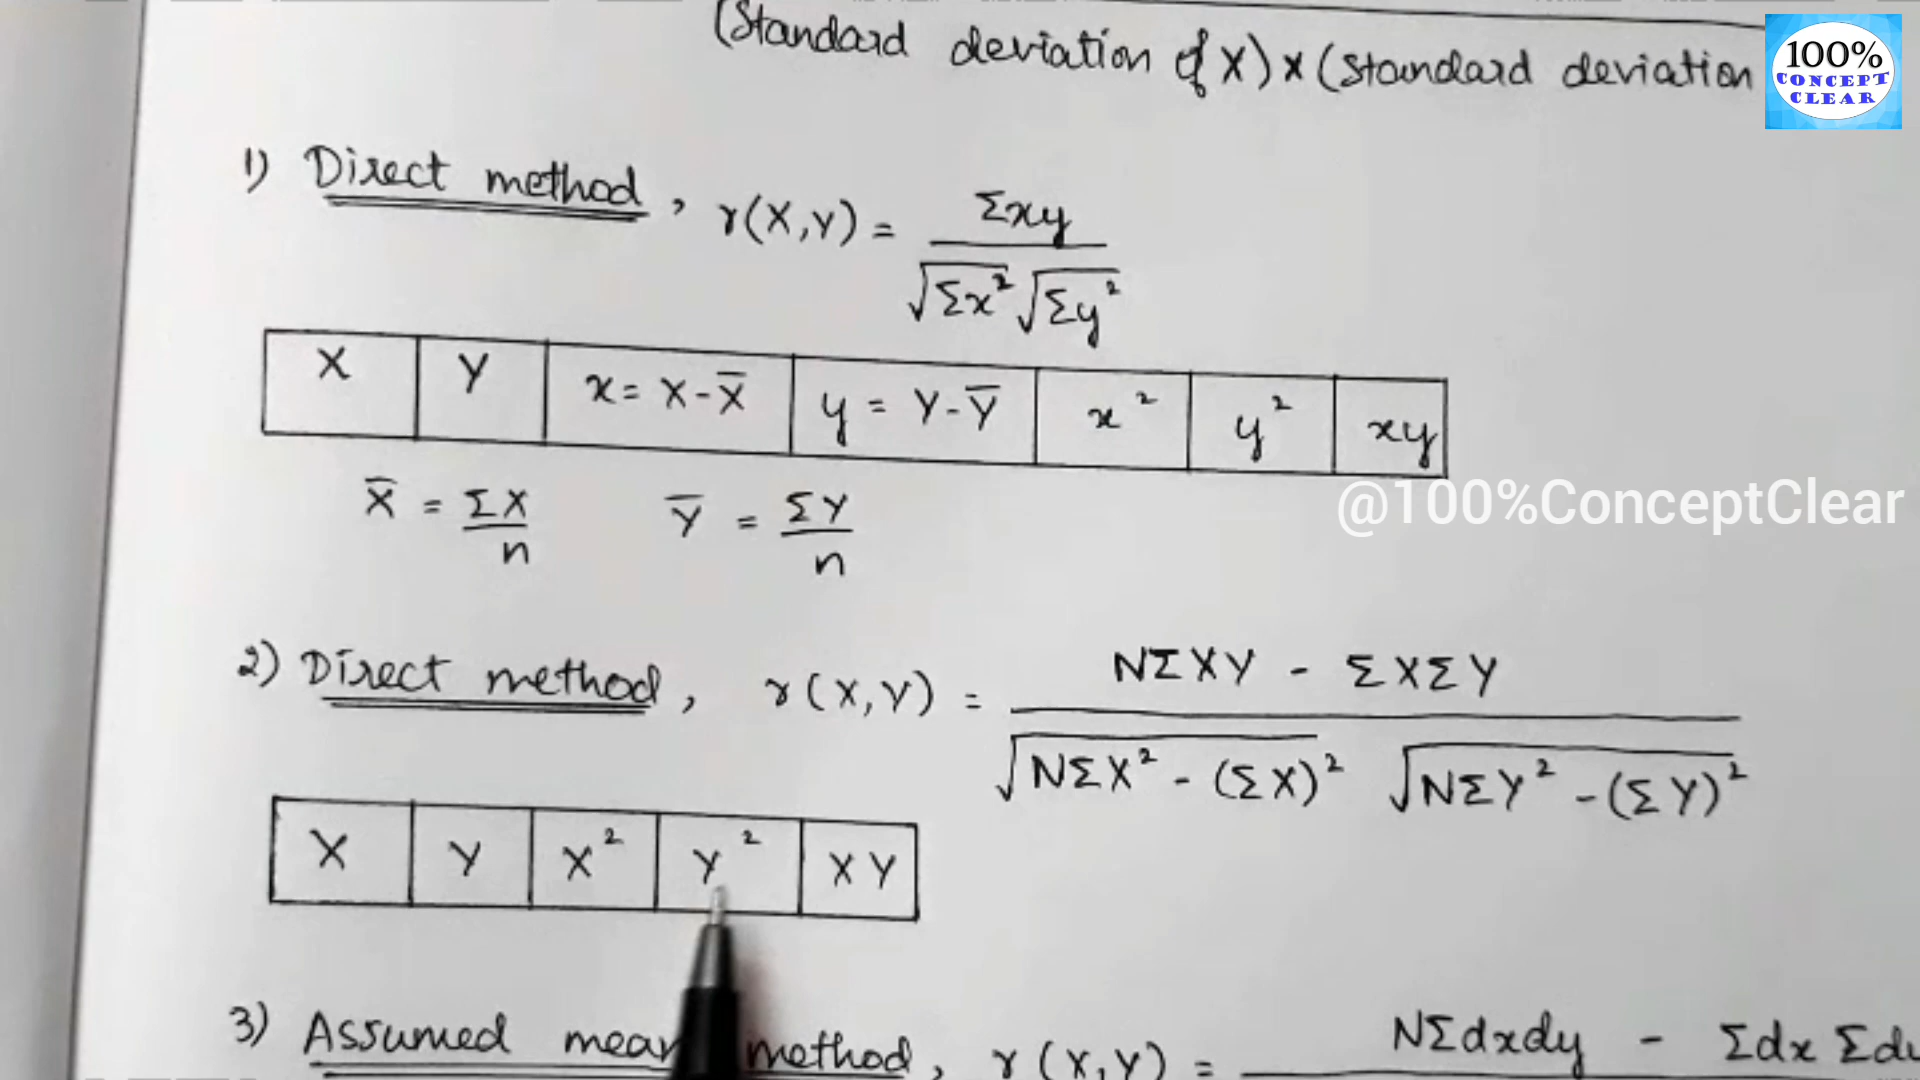 (Standard deviation of X) × (Standard deviation
100%
CONCEPT
CLEAR
1) Direct method, r(X,Y) = Σxy / √Σx² √Σy²
X Y x = X - X̄ y = Y - Ȳ x² y² xy
@100%ConceptClear
X̄ = ΣX / n Ȳ = ΣY / n
2) Direct method, r(X,Y) = NΣXY - ΣXΣY / √NΣX² - (ΣX)² √NΣY² - (ΣY)²
X Y X² Y² XY
3) Assumed mean method, r(X,Y) = NΣdxdy - Σdx Σdy